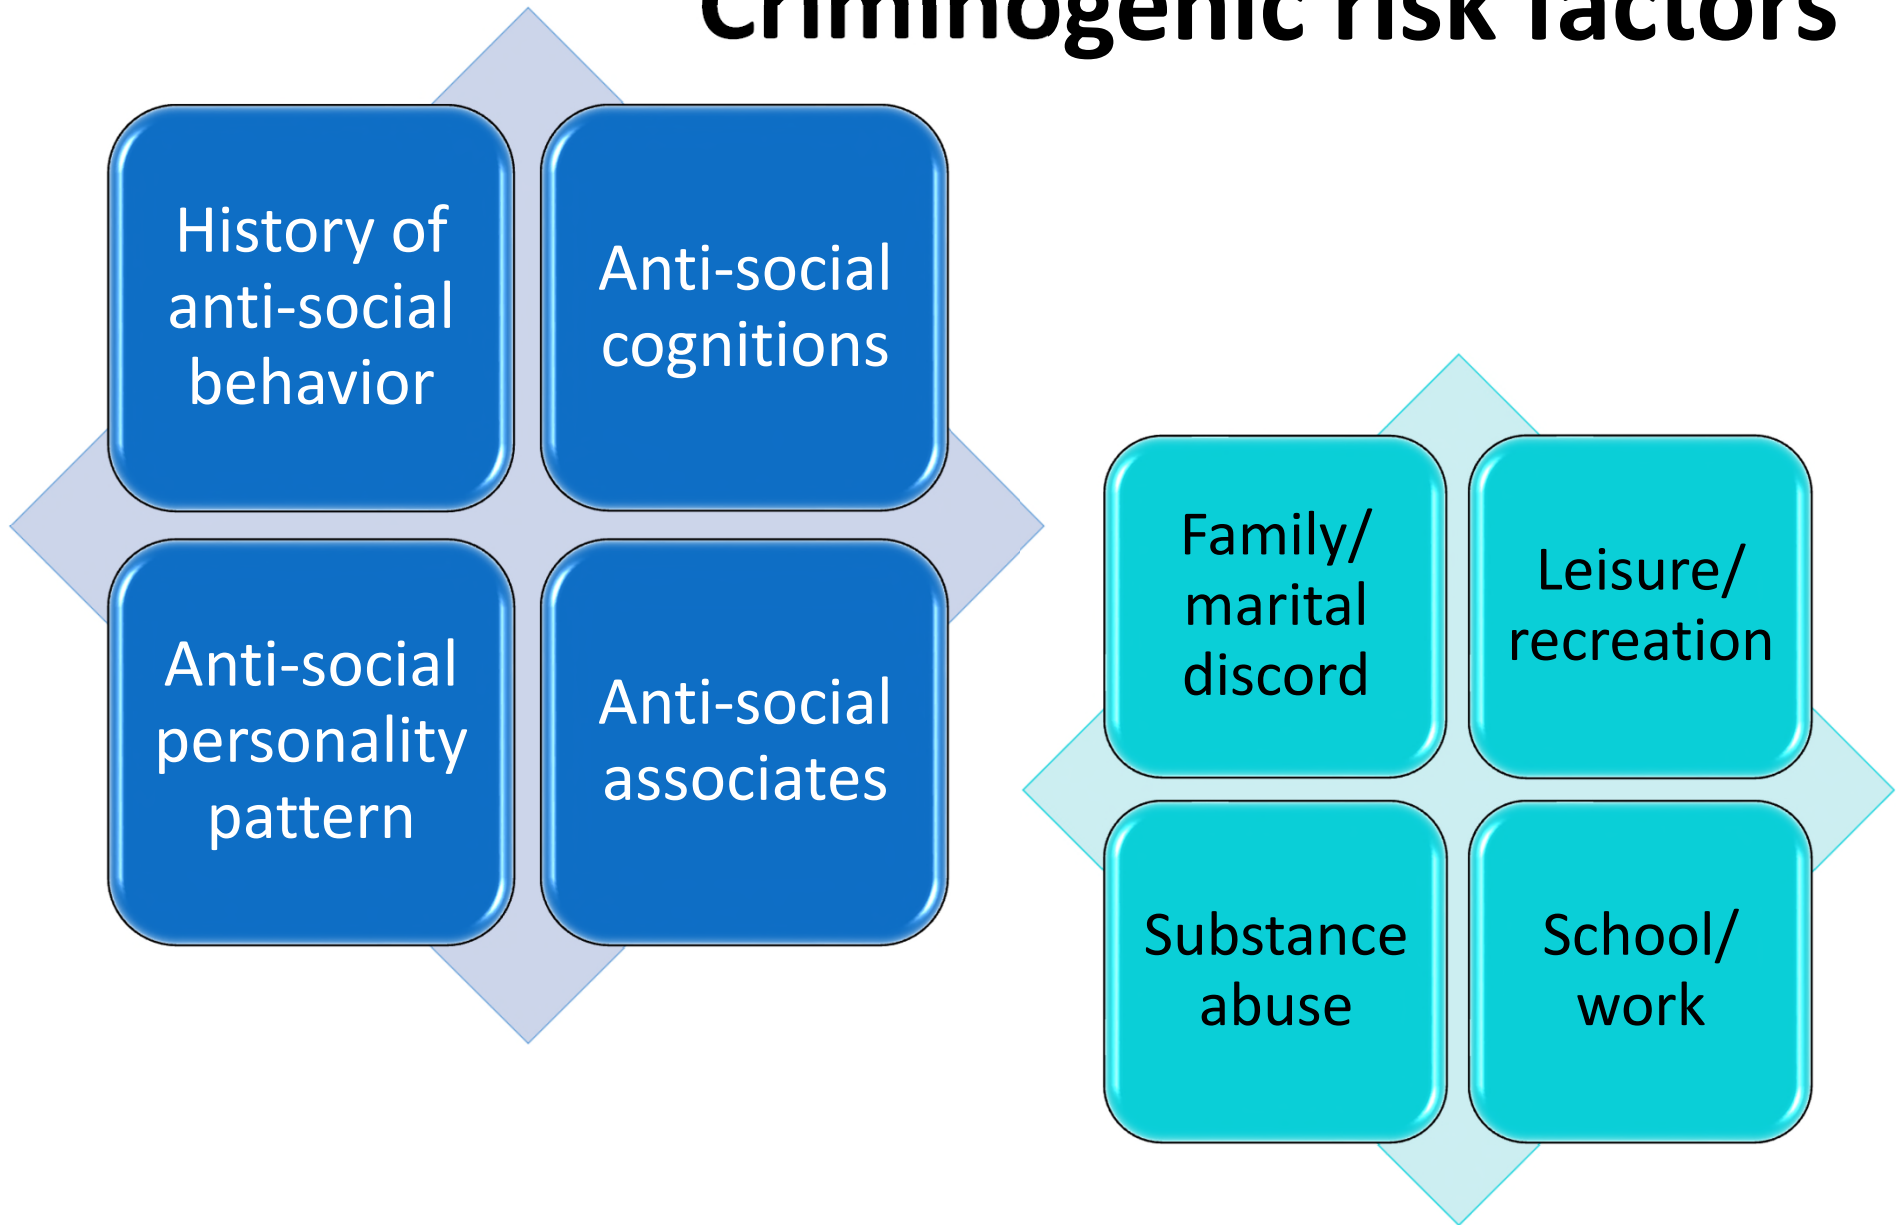 Criminogenic risk factors
History of
anti-social
behavior
Anti-social
cognitions
Anti-social
personality
pattern
Anti-social
associates
Family/
marital
discord
Leisure/
recreation
Substance
abuse
School/
work